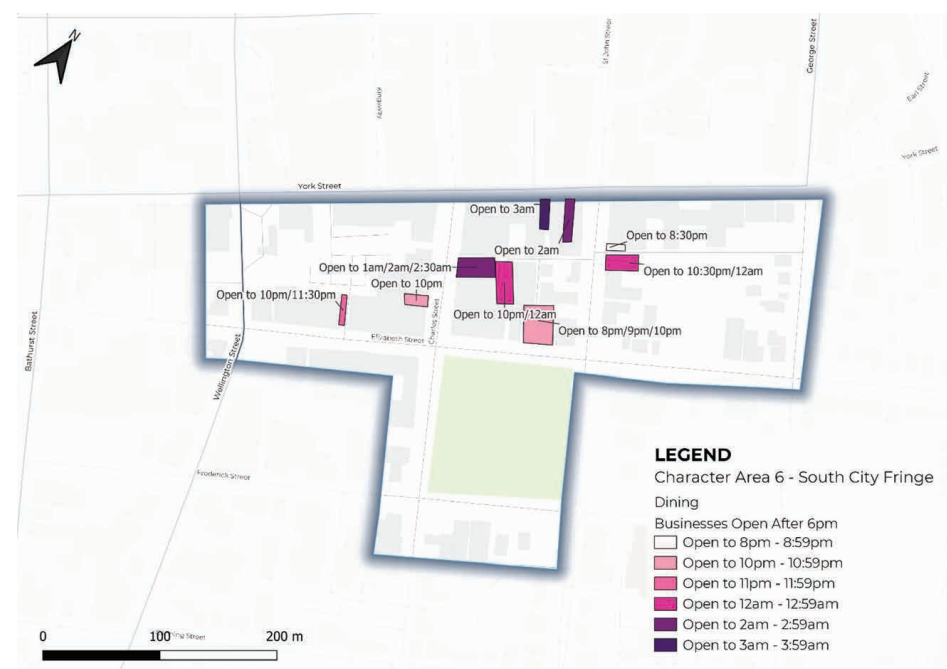 N
St John Street
George Street
Earl Street
York Street
York Street
Open to 3am
Open to 2am
Open to 8:30pm
Open to 1am/2am/2:30am
Open to 10:30pm/12am
Open to 10pm
Open to 10pm/11:30pm
Open to 10pm/12am
Open to 8pm/9pm/10pm
Charles Street
Elizabeth Street
Bathurst Street
Wellington Street
Frederick Street
LEGEND
Character Area 6 - South City Fringe
Dining
Businesses Open After 6pm
Open to 8pm - 8:59pm
Open to 10pm - 10:59pm
Open to 11pm - 11:59pm
Open to 12am - 12:59am
Open to 2am - 2:59am
Open to 3am - 3:59am
0 100 200 m
Street